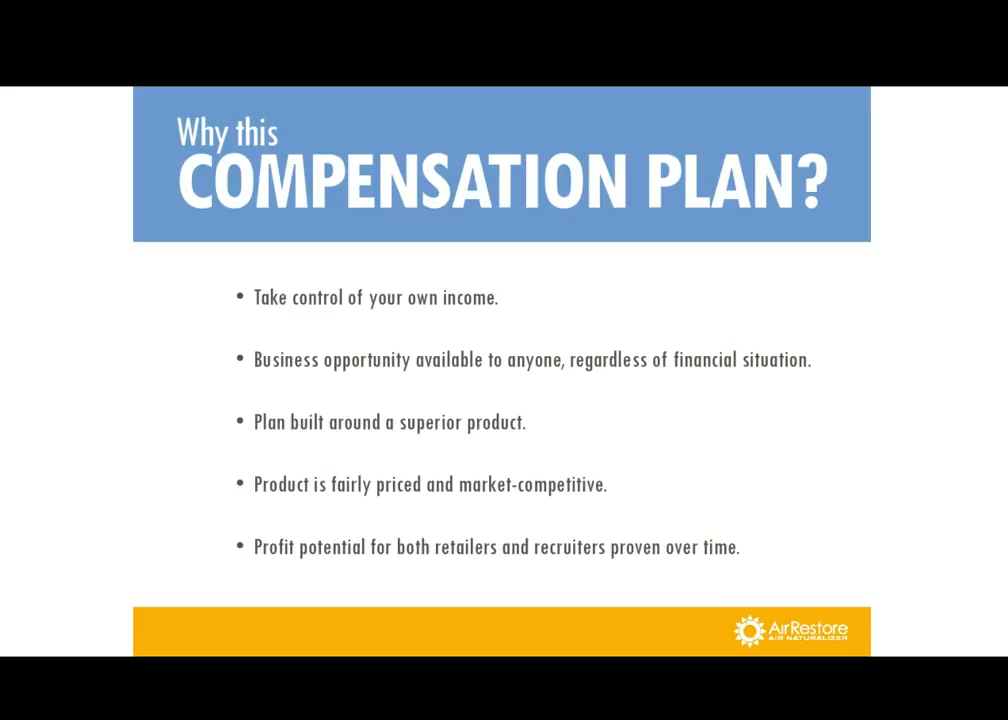 Why this
COMPENSATION PLAN?
• Take control of your own income.
• Business opportunity available to anyone, regardless of financial situation.
• Plan built around a superior product.
• Product is fairly priced and market-competitive.
• Profit potential for both retailers and recruiters proven over time.
AirRestore
AIR NATURALIZER